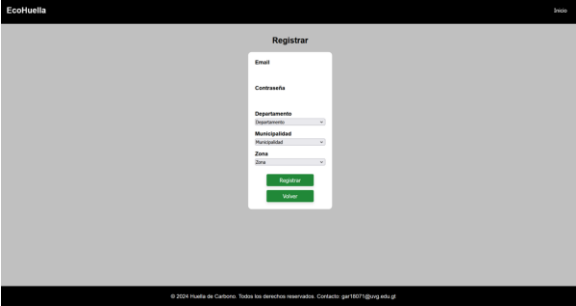 EcoHuella
Inicio
Registrar
Email
Contraseña
Departamento
Departamento
Municipalidad
Municipalidad
Zona
Zona
Registrar
Volver
© 2024 Huella de Carbono. Todos los derechos reservados. Contacto: gar18071@uvg.edu.gt